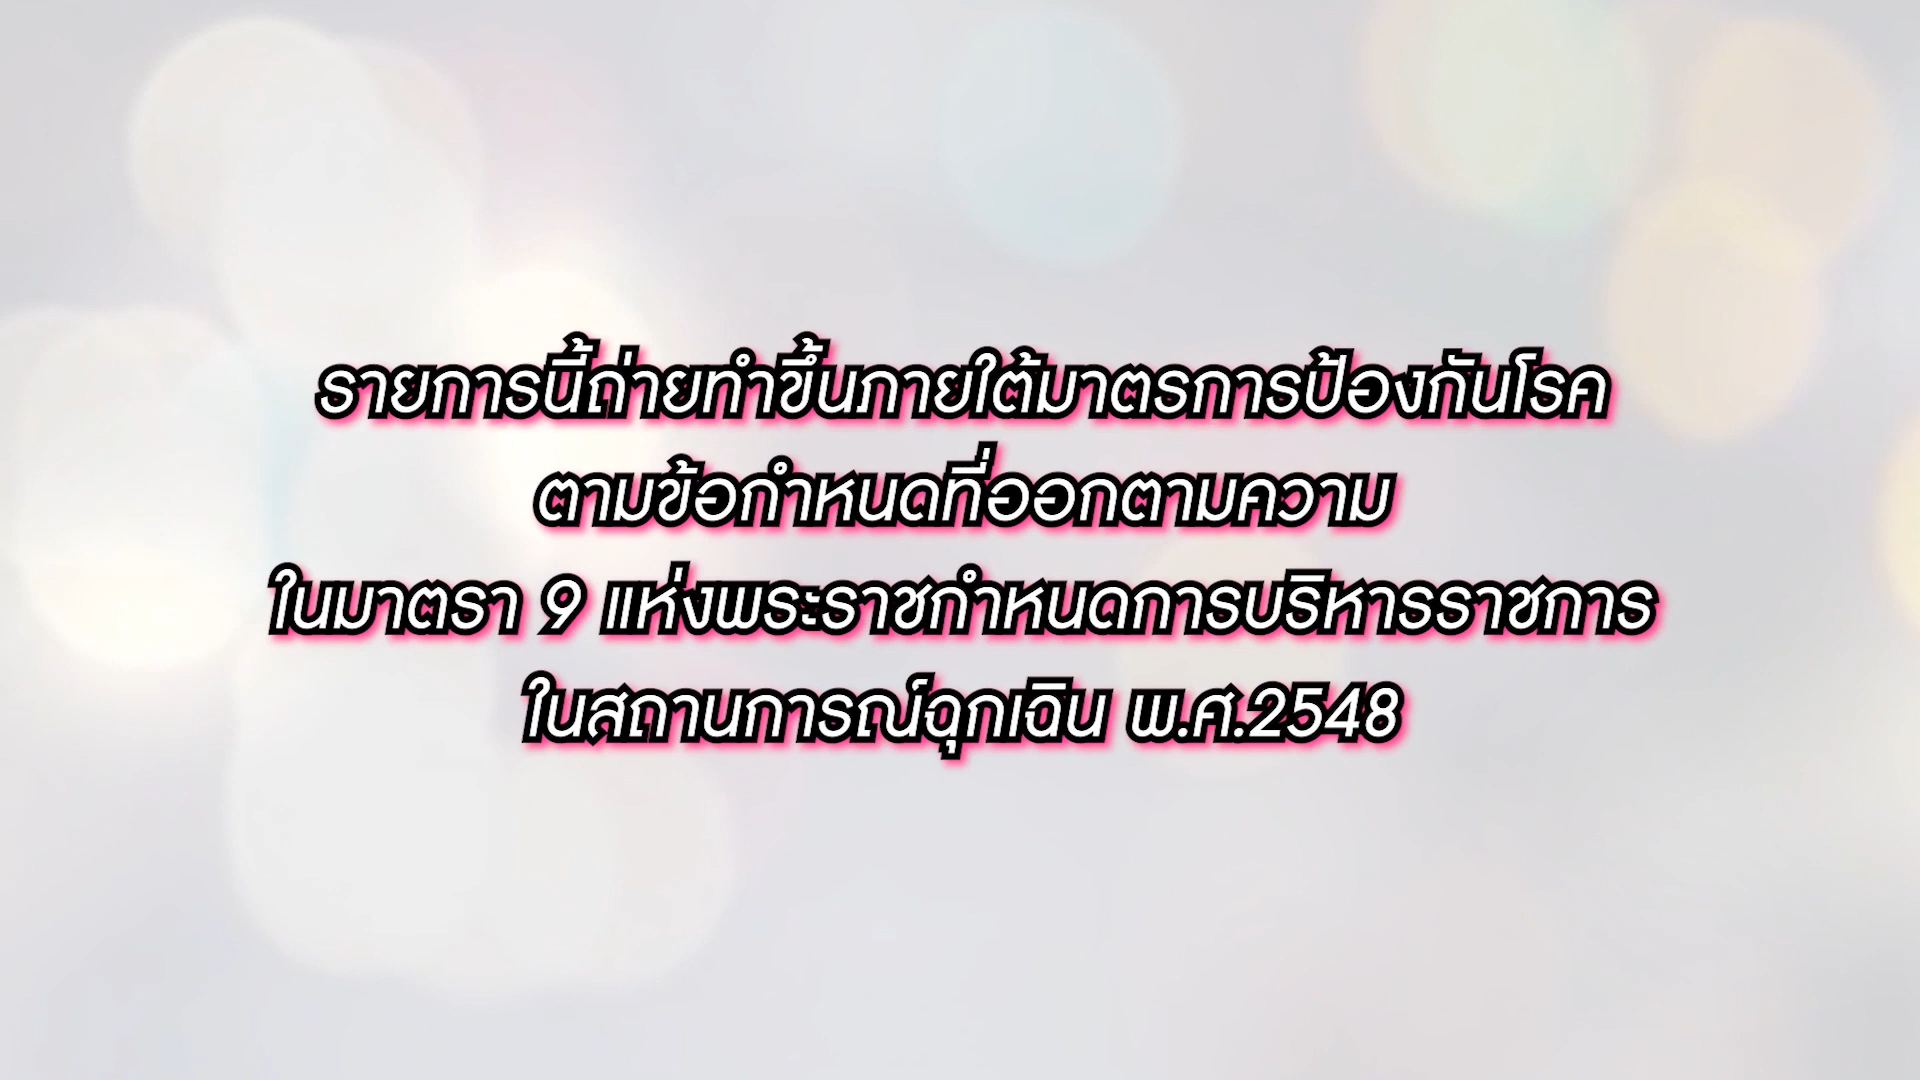 รายการนี้ถ่ายทำขึ้นภายใต้มาตรการป้องกันโรค
ตามข้อกำหนดที่ออกตามความ
ในมาตรา 9 แห่งพระราชกำหนดการบริหารราชการ
ในสถานการณ์ฉุกเฉิน พ.ศ.2548